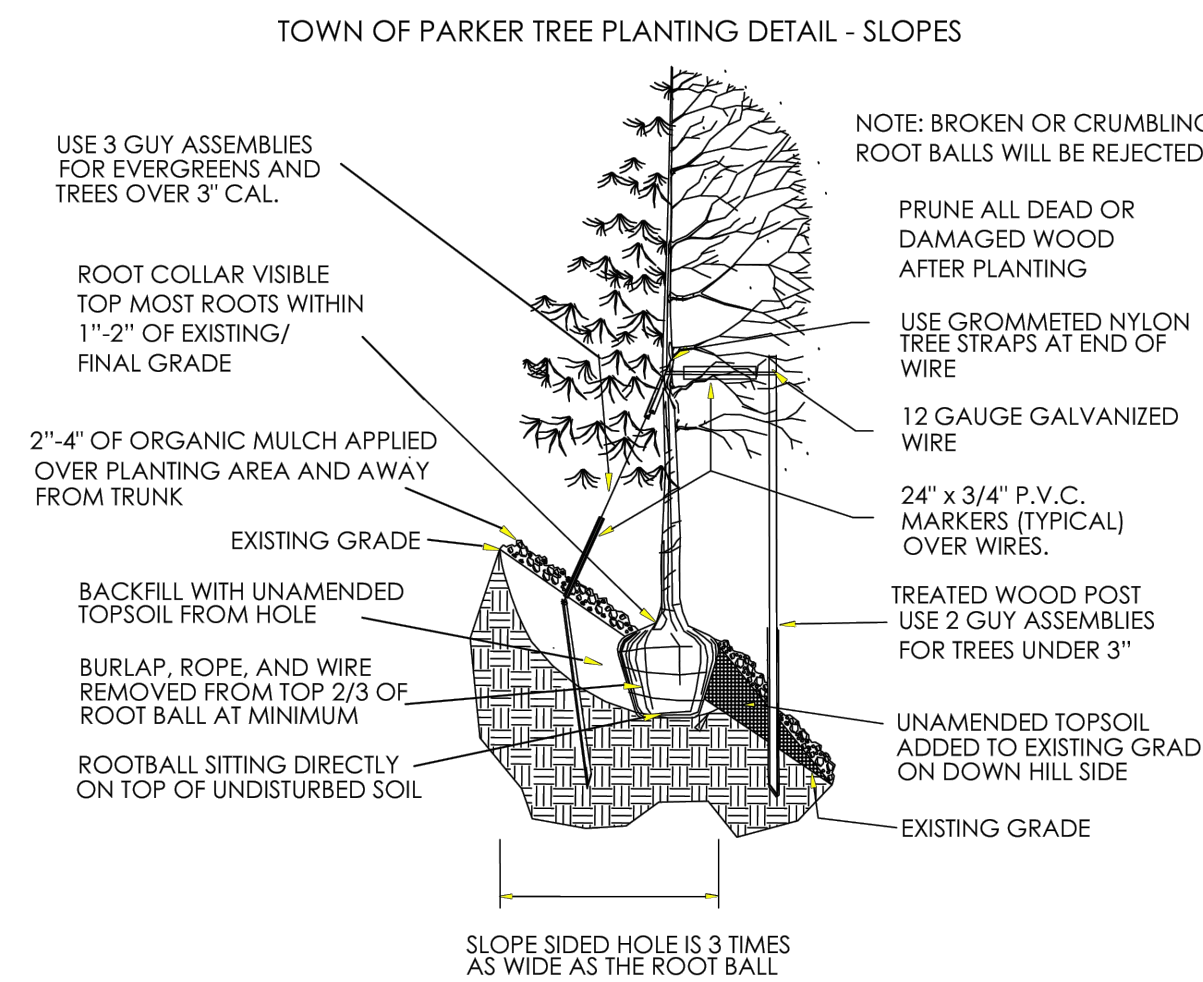 TOWN OF PARKER TREE PLANTING DETAIL - SLOPES
USE 3 GUY ASSEMBLIES
FOR EVERGREENS AND
TREES OVER 3" CAL.
ROOT COLLAR VISIBLE
TOP MOST ROOTS WITHIN
1”-2” OF EXISTING/
FINAL GRADE
2”-4" OF ORGANIC MULCH APPLIED
OVER PLANTING AREA AND AWAY
FROM TRUNK
EXISTING GRADE
BACKFILL WITH UNAMENDED
TOPSOIL FROM HOLE
BURLAP, ROPE, AND WIRE
REMOVED FROM TOP 2/3 OF
ROOT BALL AT MINIMUM
ROOTBALL SITTING DIRECTLY
ON TOP OF UNDISTURBED SOIL
NOTE: BROKEN OR CRUMBLING
ROOT BALLS WILL BE REJECTED
PRUNE ALL DEAD OR
DAMAGED WOOD
AFTER PLANTING
USE GROMMETED NYLON
TREE STRAPS AT END OF
WIRE
12 GAUGE GALVANIZED
WIRE
24" x 3/4" P.V.C.
MARKERS (TYPICAL)
OVER WIRES.
TREATED WOOD POST
USE 2 GUY ASSEMBLIES
FOR TREES UNDER 3”
UNAMENDED TOPSOIL
ADDED TO EXISTING GRAD
ON DOWN HILL SIDE
EXISTING GRADE
SLOPE SIDED HOLE IS 3 TIMES
AS WIDE AS THE ROOT BALL